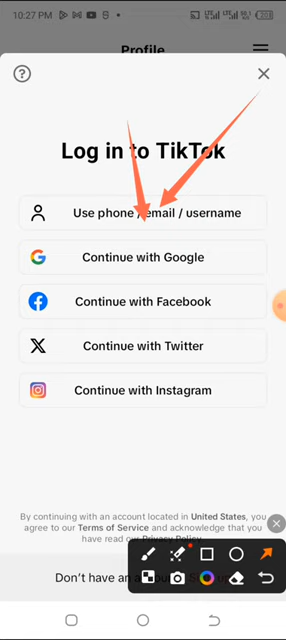 10:27 PM
Profile
Log in to TikTok
Use phone / email / username
Continue with Google
Continue with Facebook
Continue with Twitter
Continue with Instagram
By continuing with an account located in United States, you
agree to our Terms of Service and acknowledge that you
have read our Privacy Policy.
Don't have an